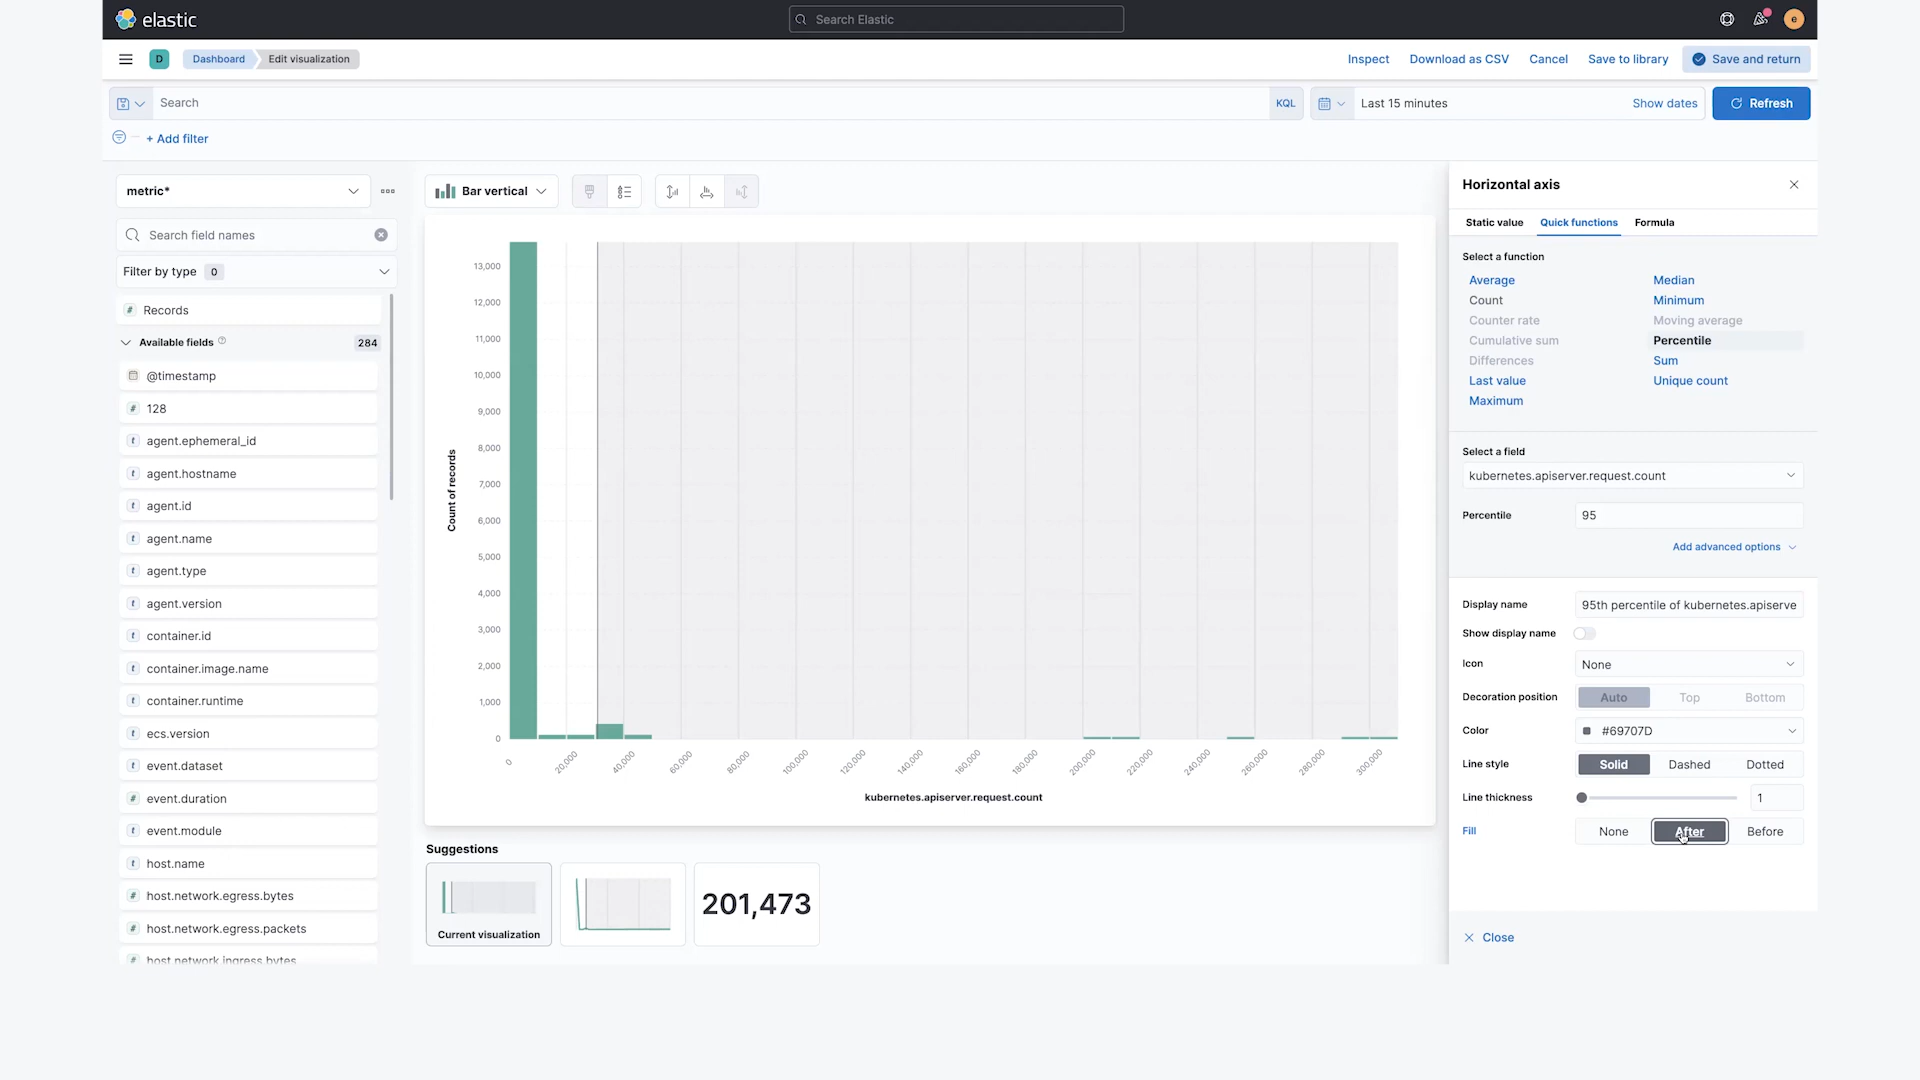 elastic
Search Elastic
e
D
Dashboard
Edit visualization
Inspect
Download as CSV
Cancel
Save to library
Save and return
Search
KQL
Last 15 minutes
Show dates
Refresh
+ Add filter
metric*
Search field names
Filter by type 0
# Records
Available fields
284
@timestamp
# 128
t agent.ephemeral_id
t agent.hostname
t agent.id
t agent.name
t agent.type
t agent.version
t container.id
t container.image.name
t container.runtime
t ecs.version
t event.dataset
# event.duration
t event.module
t host.name
# host.network.egress.bytes
# host.network.egress.packets
# host.network.ingress.bytes
Bar vertical
Count of records
13,000
12,000
11,000
10,000
9,000
8,000
7,000
6,000
5,000
4,000
3,000
2,000
1,000
0
0
20,000
40,000
60,000
80,000
100,000
120,000
140,000
160,000
180,000
200,000
220,000
240,000
260,000
280,000
300,000
kubernetes.apiserver.request.count
Suggestions
Current visualization
201,473
Horizontal axis
Static value
Quick functions
Formula
Select a function
Average
Median
Count
Minimum
Counter rate
Moving average
Cumulative sum
Percentile
Differences
Sum
Last value
Unique count
Maximum
Select a field
kubernetes.apiserver.request.count
Percentile
95
Add advanced options
Display name
95th percentile of kubernetes.apiserve
Show display name
Icon
None
Decoration position
Auto
Top
Bottom
Color
#69707D
Line style
Solid
Dashed
Dotted
Line thickness
1
Fill
None
After
Before
Close